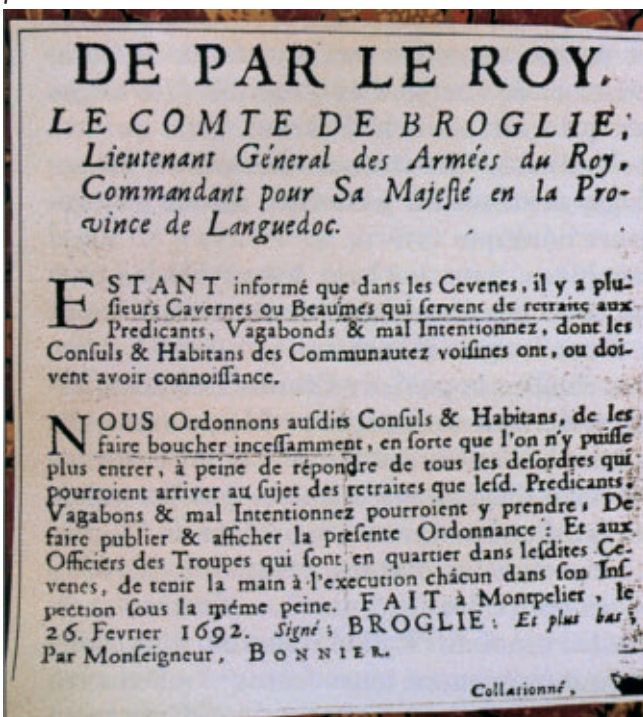 DE PAR LE ROY.
LE COMTE DE BROGLIE,
Lieutenant Général des Armées du Roy,
Commandant pour Sa Majeſté en la Pro-
vince de Languedoc.
ESTANT informé que dans les Cevenes, il y a plu-
ſieurs Cavernes ou Beaumes qui ſervent de retraite aux
Predicants, Vagabonds & mal Intentionnez, dont les
Conſuls & Habitans des Communautez voiſines ont, ou doi-
vent avoir connoiſſance.
NOUS Ordonnons auſdits Conſuls & Habitans, de les
faire boucher inceſſamment, en ſorte que l'on n'y puiſſe
plus entrer, à peine de répondre de tous les deſordres qui
pourroient arriver au ſujet des retraites que leſd. Predicants,
Vagabons & mal Intentionnez pourroient y prendre; De
faire publier & afficher la preſente Ordonnance: Et aux
Officiers des Troupes qui ſont en quartier dans leſdites Ce-
venes, de tenir la main à l'execution châcun dans ſon Inſ-
pection ſous la méme peine. FAIT à Montpelier, le
26. Fevrier 1692. Signé; BROGLIE: Et plus bas;
Par Monſeigneur, BONNIER.
Collationné,